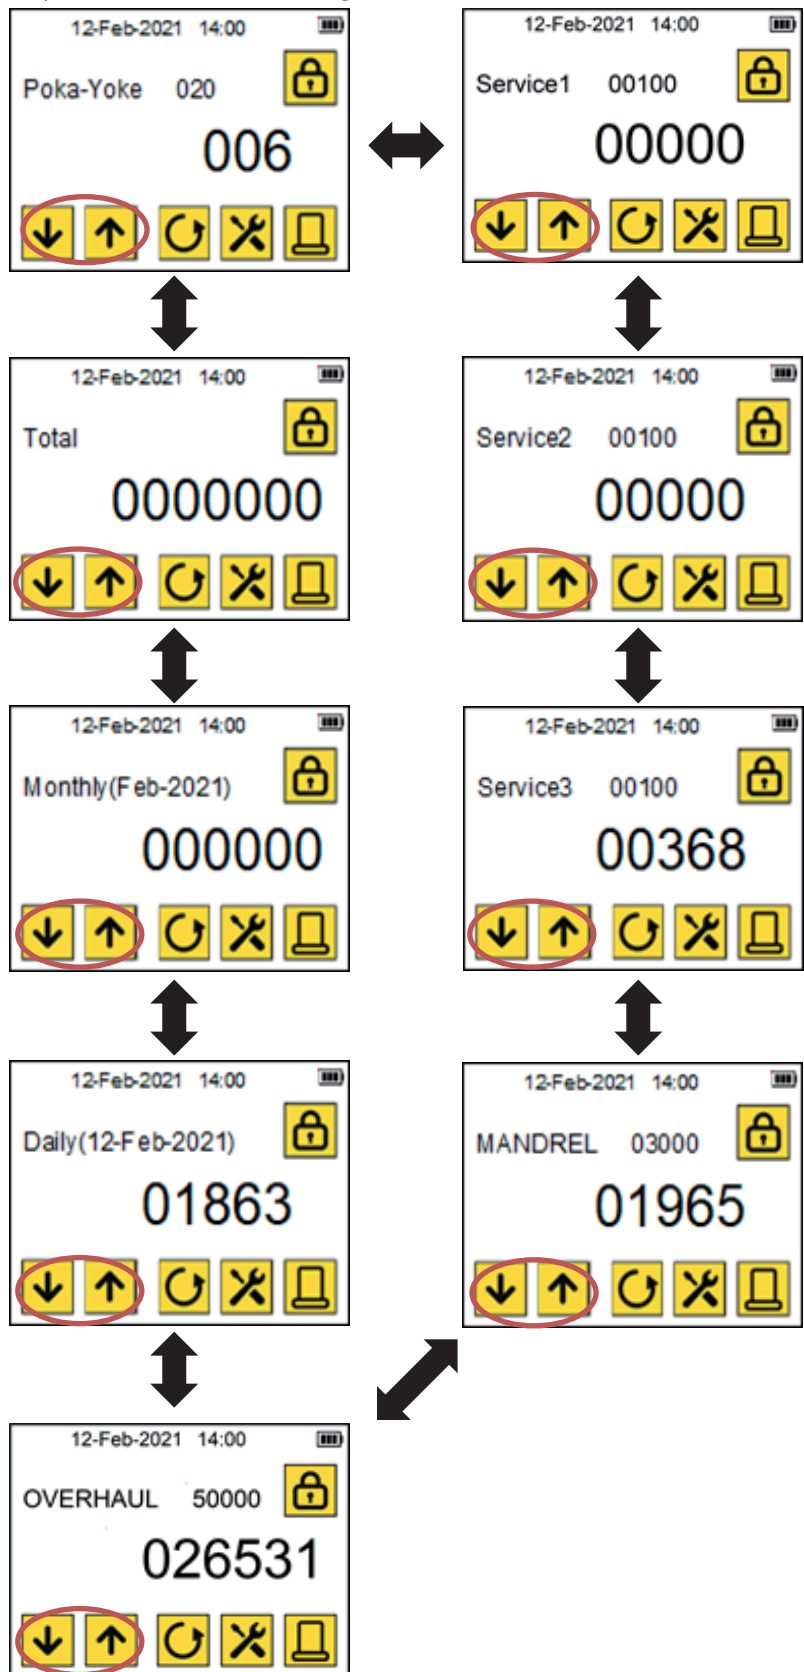 12-Feb-2021 14:00
Poka-Yoke 020
006
12-Feb-2021 14:00
Service1 00100
00000
12-Feb-2021 14:00
Total
0000000
12-Feb-2021 14:00
Service2 00100
00000
12-Feb-2021 14:00
Monthly(Feb-2021)
000000
12-Feb-2021 14:00
Service3 00100
00368
12-Feb-2021 14:00
Daily(12-Feb-2021)
01863
12-Feb-2021 14:00
MANDREL 03000
01965
12-Feb-2021 14:00
OVERHAUL 50000
026531